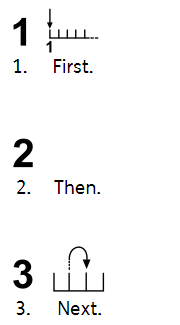 1
1
1. First.
2
2. Then.
3
3. Next.